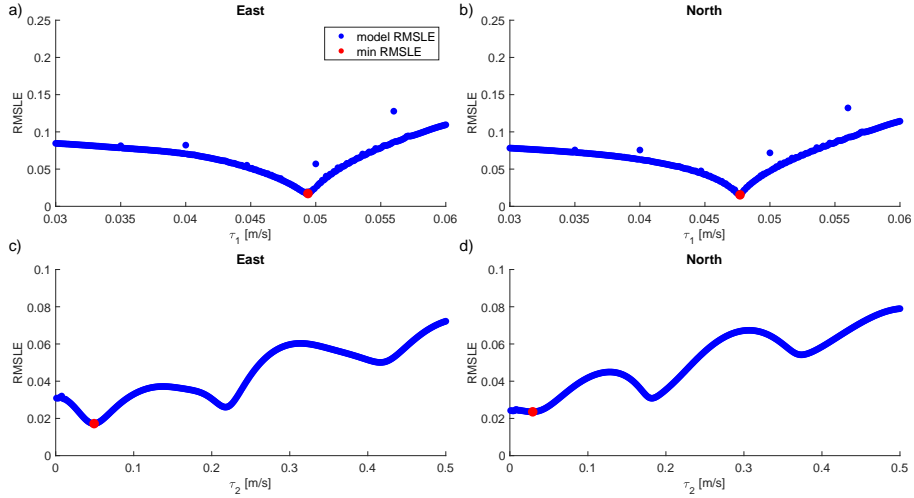 a)
East
0.25
0.2
0.15
0.1
0.05
0
RMSLE
0.03
0.035
0.04
0.045
0.05
0.055
0.06
τ1 [m/s]
model RMSLE
min RMSLE
b)
North
0.25
0.2
0.15
0.1
0.05
0
RMSLE
0.03
0.035
0.04
0.045
0.05
0.055
0.06
τ1 [m/s]
c)
East
0.1
0.08
0.06
0.04
0.02
0
RMSLE
0
0.1
0.2
0.3
0.4
0.5
τ2 [m/s]
d)
North
0.1
0.08
0.06
0.04
0.02
0
RMSLE
0
0.1
0.2
0.3
0.4
0.5
τ2 [m/s]